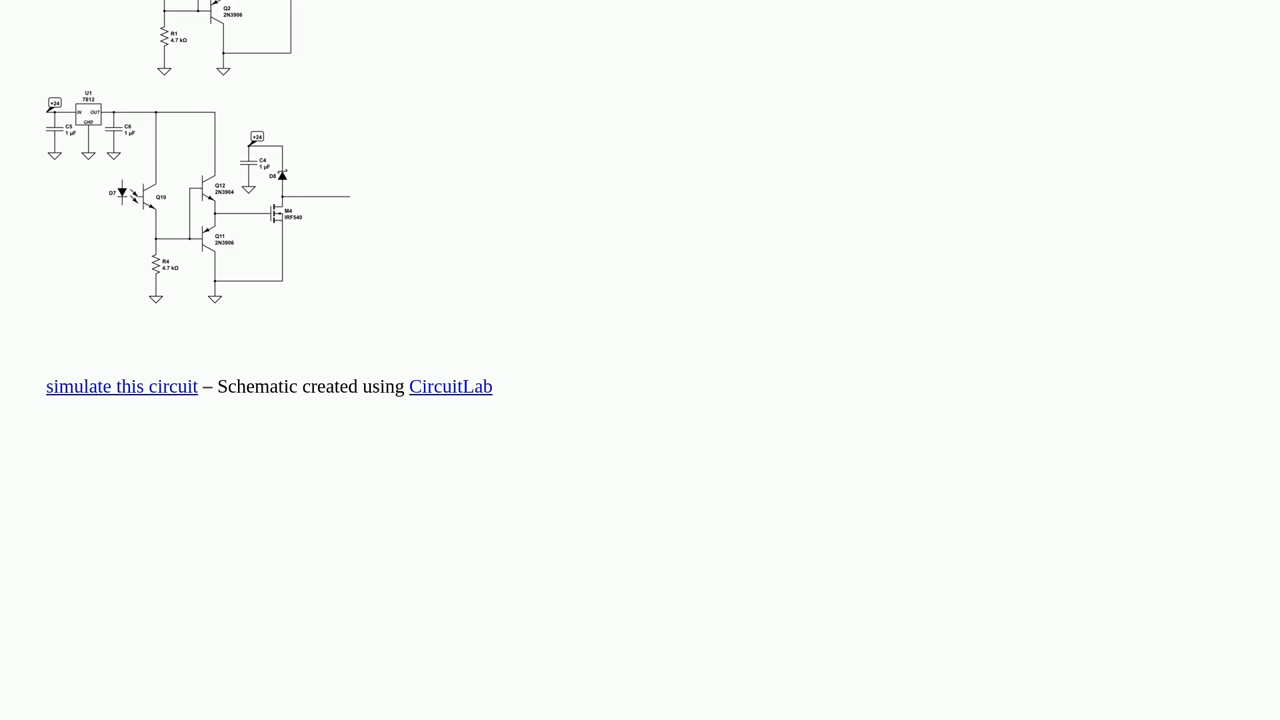 Q2
2N3906
R1
4.7 kΩ
U1
7812
+24
IN OUT
GND
C5
1 µF
C6
1 µF
+24
C4
1 µF
D8
D7
Q10
Q12
2N3904
M4
IRF540
Q11
2N3906
R4
4.7 kΩ
simulate this circuit – Schematic created using CircuitLab